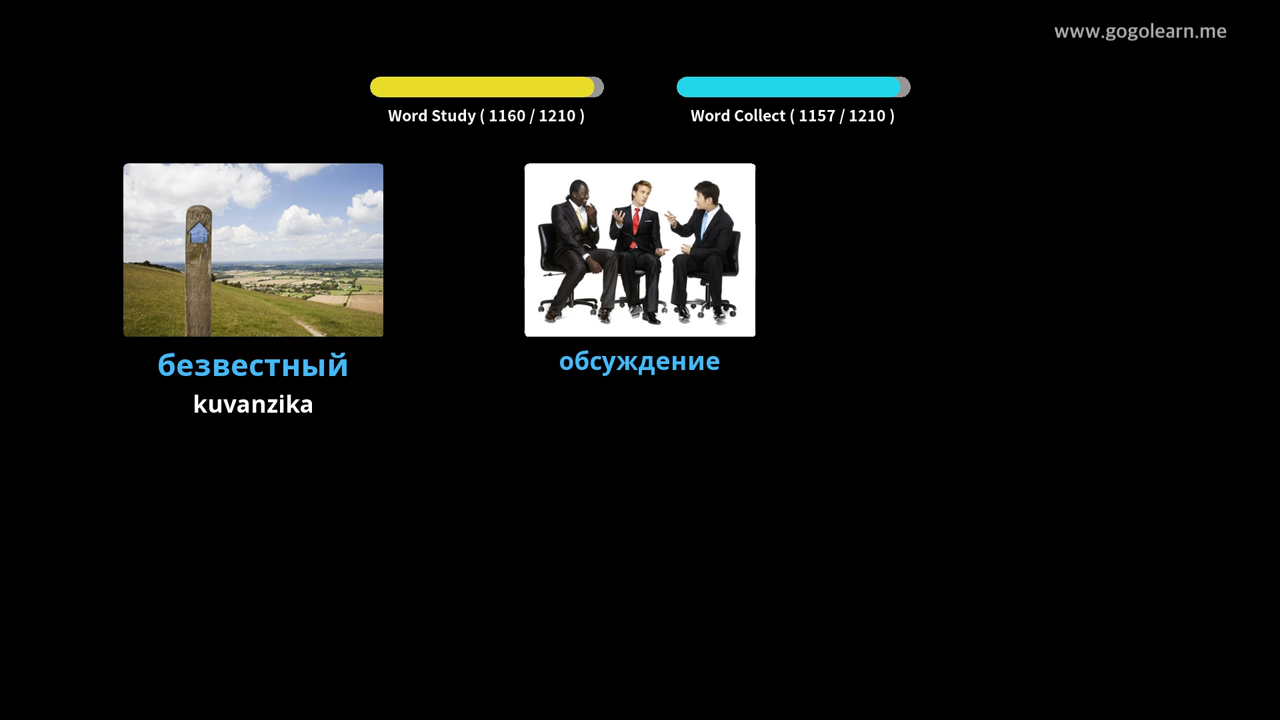 www.gogolearn.me
Word Study ( 1160 / 1210 )
Word Collect ( 1157 / 1210 )
безвестный
kuvanzika
обсуждение